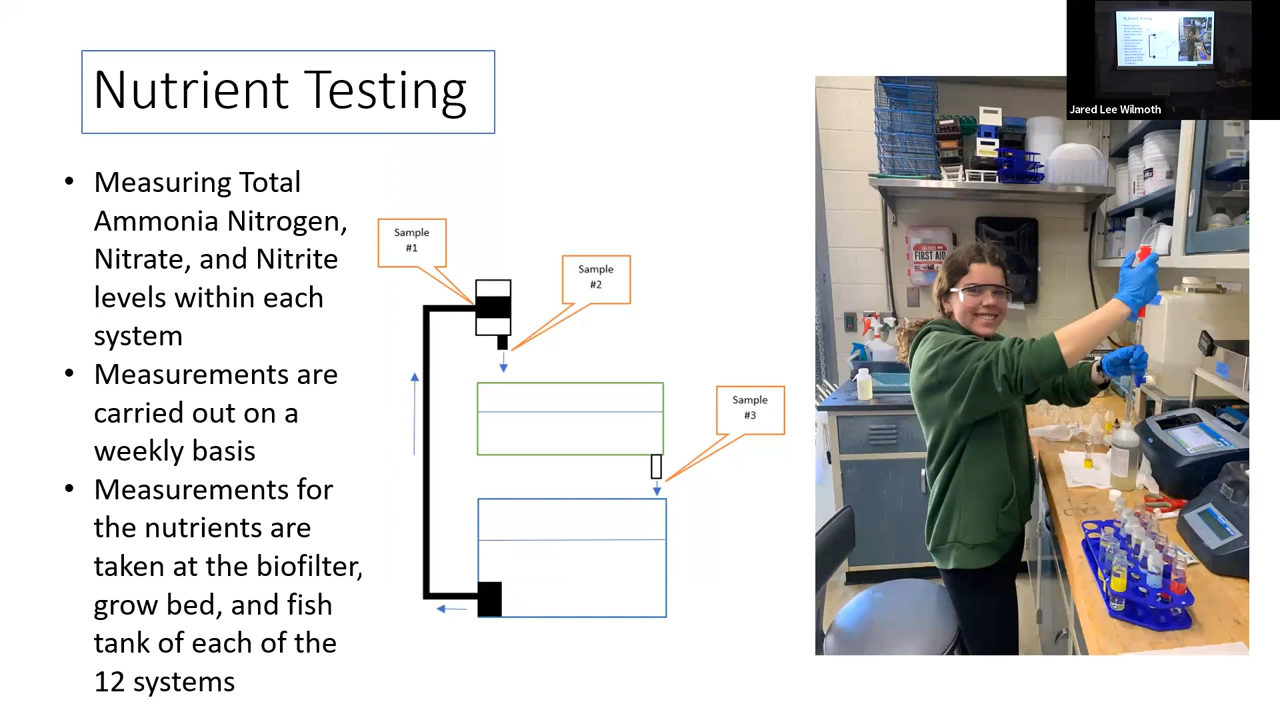 Nutrient Testing
• Measuring Total
Ammonia Nitrogen,
Nitrate, and Nitrite
levels within each
system
• Measurements are
carried out on a
weekly basis
• Measurements for
the nutrients are
taken at the biofilter,
grow bed, and fish
tank of each of the
12 systems
Sample
#1
Sample
#2
Sample
#3
FIRST AID
Jared Lee Wilmoth
Nutrient Testing